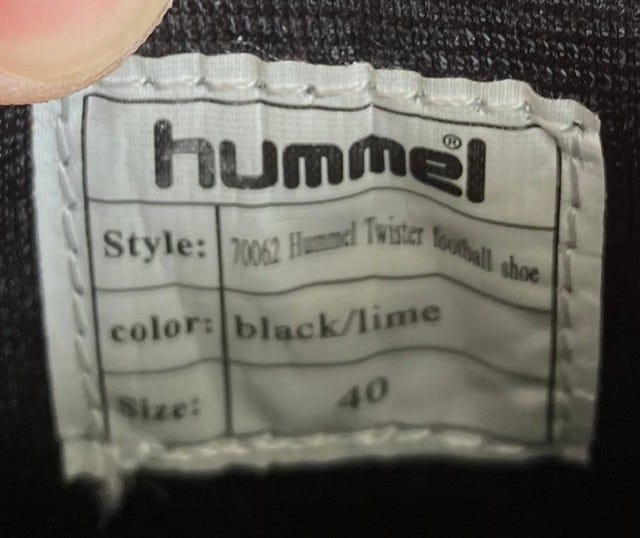 hummel®
Style: 70062 Hummel Twister football shoe
color: black/lime
Size: 40